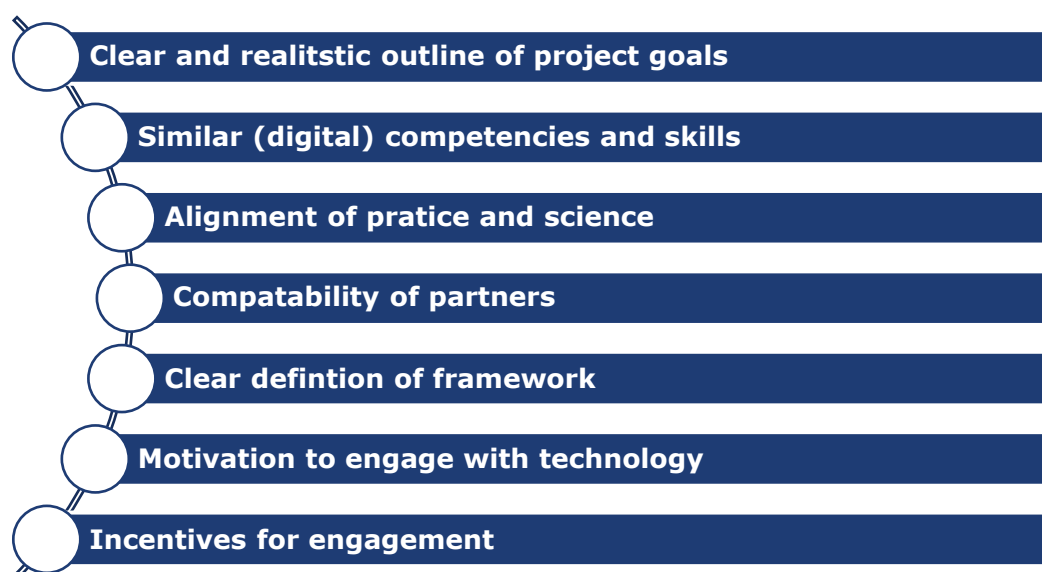 Clear and realitstic outline of project goals
Similar (digital) competencies and skills
Alignment of pratice and science
Compatability of partners
Clear defintion of framework
Motivation to engage with technology
Incentives for engagement